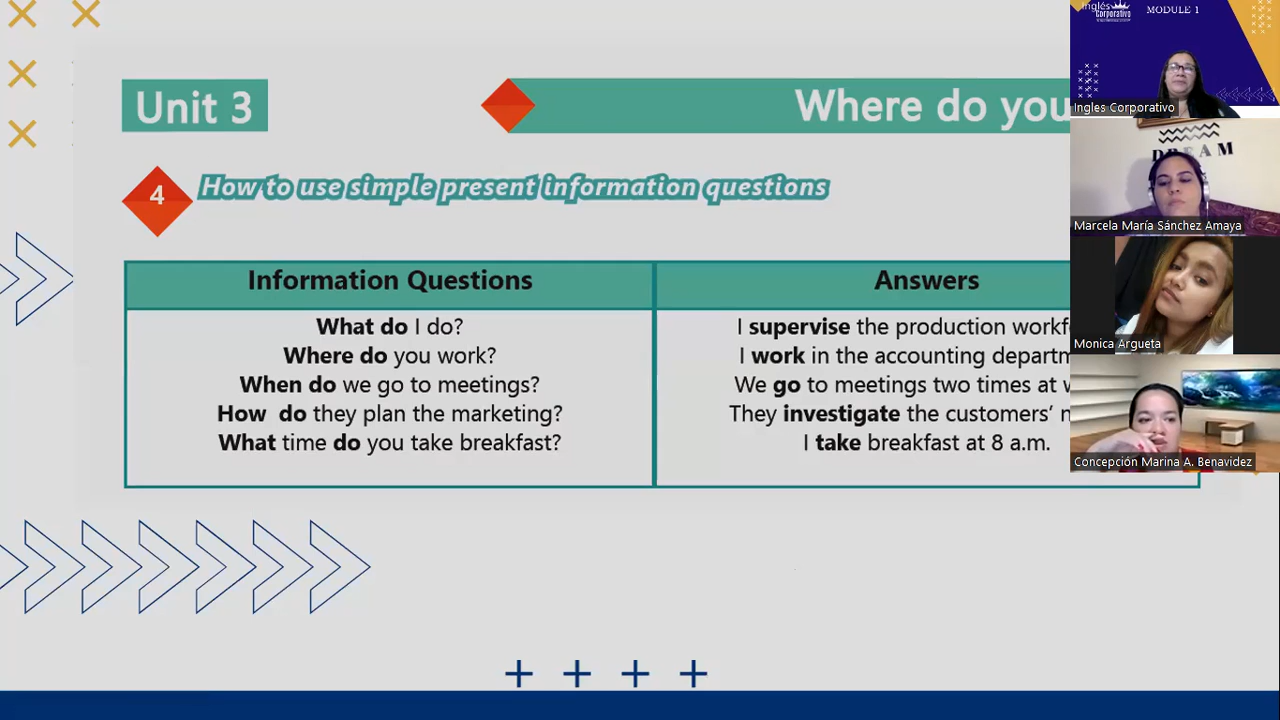 Unit 3
Where do you
4
How to use simple present information questions
Information Questions
Answers
What do I do?
I supervise the production
Where do you work?
I work in the accounting
When do we go to meetings?
We go to meetings two times at
How do they plan the marketing?
They investigate the customers’
What time do you take breakfast?
I take breakfast at 8 a.m.
Inglés
Corporativo
MODULE 1
Ingles Corporativo
DREAM
Marcela María Sánchez Amaya
Monica Argueta
Concepción Marina A. Benavidez